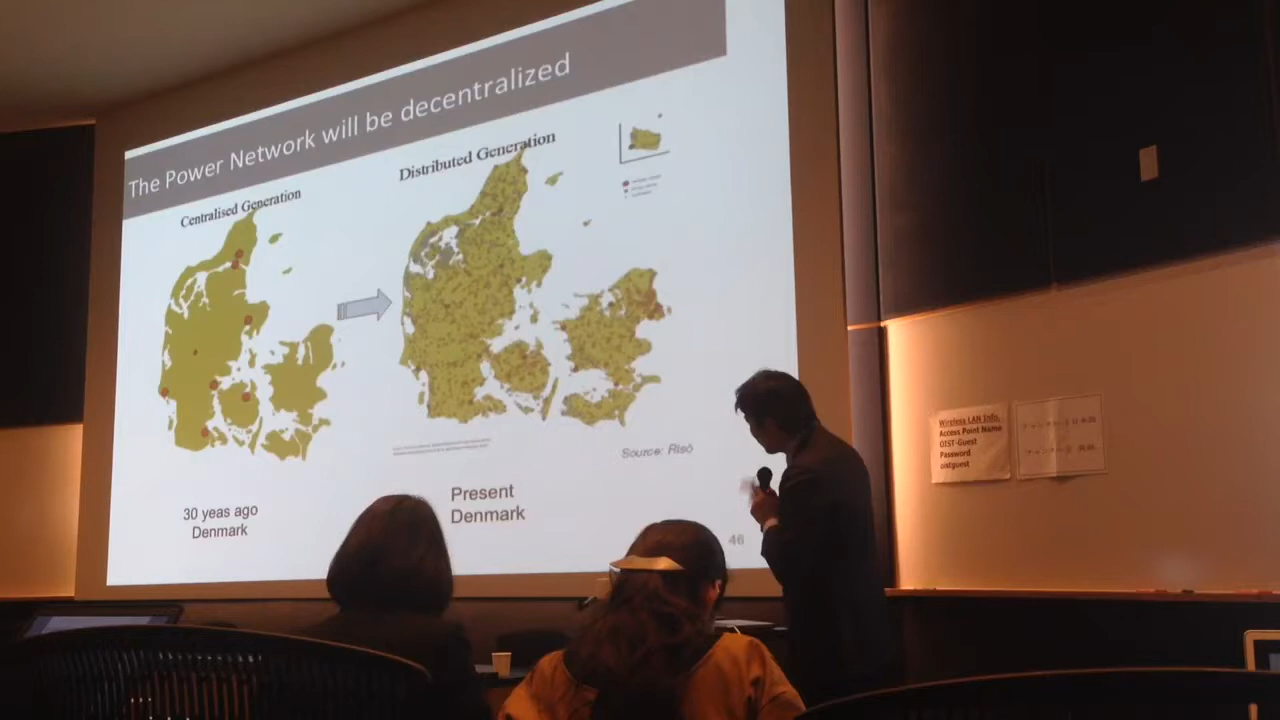 The Power Network will be decentralized
Centralised Generation
Distributed Generation
Source: Risö
30 yeas ago
Denmark
Present
Denmark
46
Wireless LAN Info.
Access Point Name
OIST-Guest
Password
oistguest